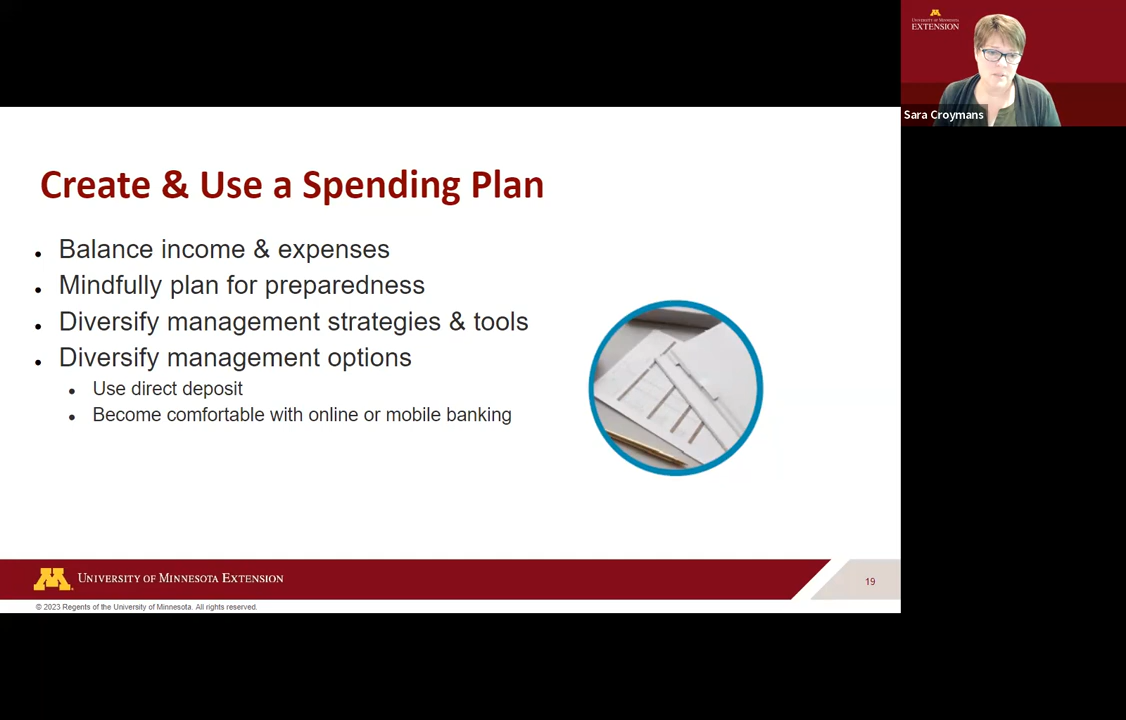 University of Minnesota
EXTENSION
Sara Croymans
Create & Use a Spending Plan
• Balance income & expenses
• Mindfully plan for preparedness
• Diversify management strategies & tools
• Diversify management options
• Use direct deposit
• Become comfortable with online or mobile banking
M University of Minnesota Extension
19
© 2023 Regents of the University of Minnesota. All rights reserved.